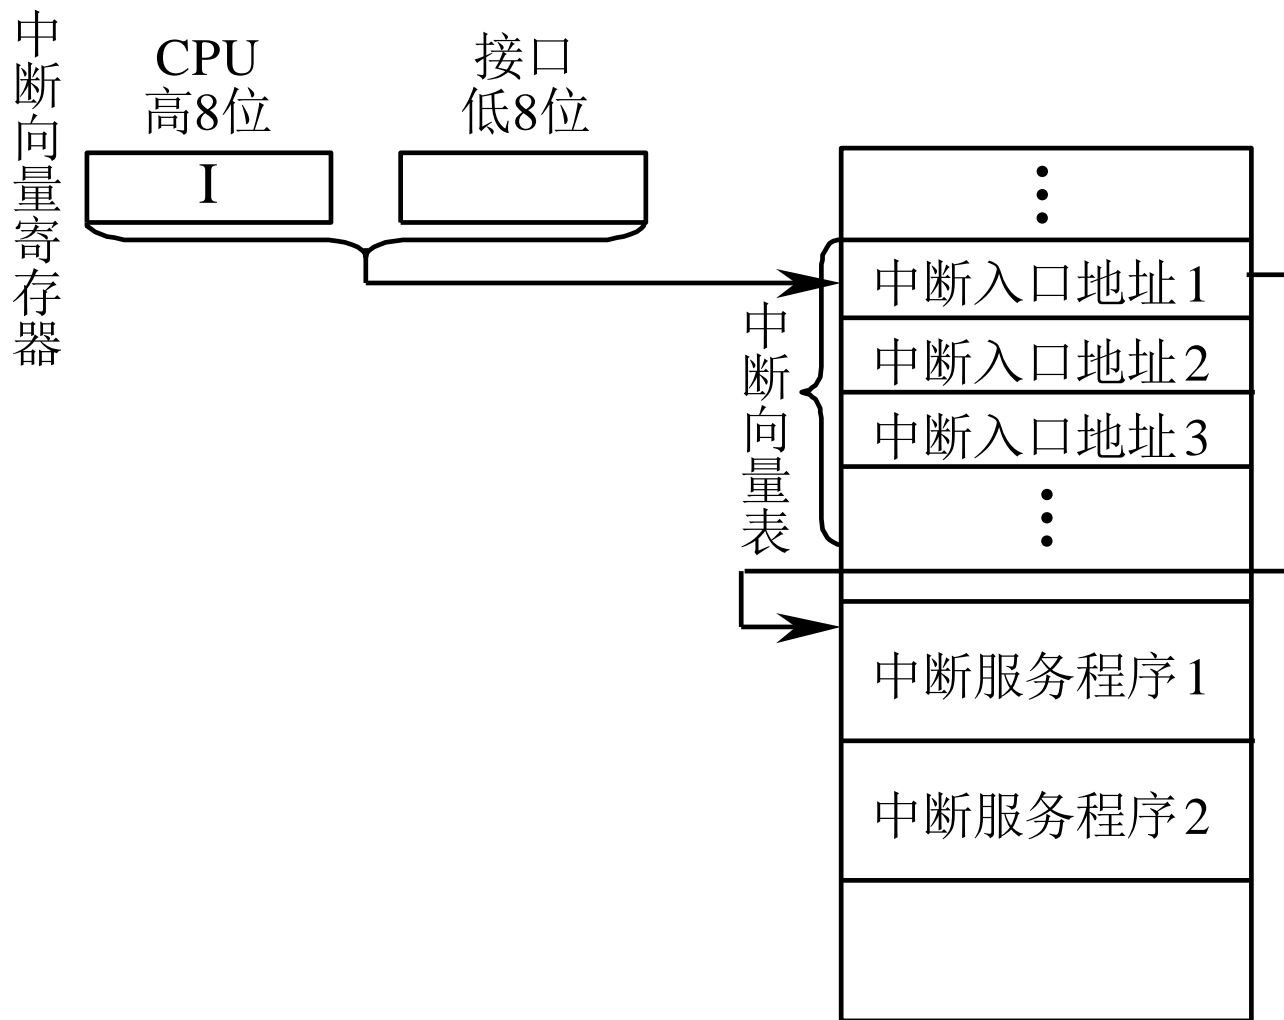 中断向量寄存器
CPU
高8位
接口
低8位
I
中断入口地址1
中断入口地址2
中断入口地址3
中断向量表
中断服务程序1
中断服务程序2